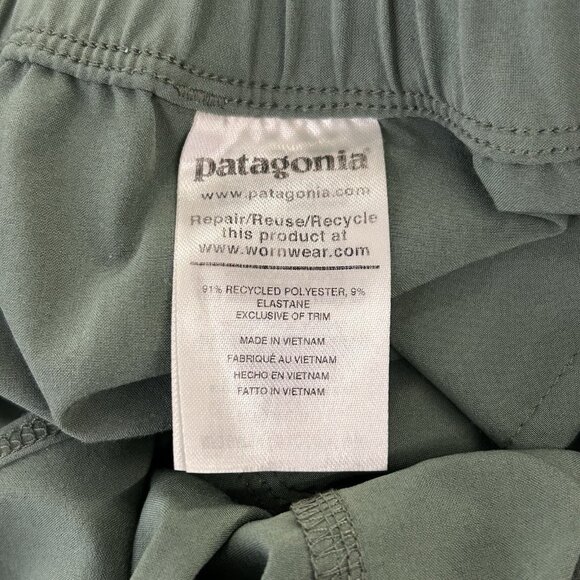 patagonia®
www.patagonia.com
Repair/Reuse/Recycle
this product at
www.wornwear.com
91% RECYCLED POLYESTER, 9%
ELASTANE
EXCLUSIVE OF TRIM
MADE IN VIETNAM
FABRIQUÉ AU VIETNAM
HECHO EN VIETNAM
FATTO IN VIETNAM